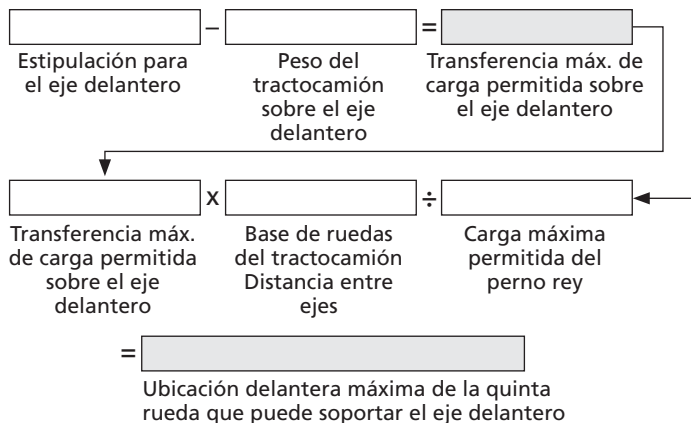 – =
Estipulación para
el eje delantero
Peso del
tractocamión
sobre el eje
delantero
Transferencia máx. de
carga permitida sobre
el eje delantero
x ÷
Transferencia máx.
de carga permitida
sobre el eje
delantero
Base de ruedas
del tractocamión
Distancia entre
ejes
Carga máxima
permitida del
perno rey
=
Ubicación delantera máxima de la quinta
rueda que puede soportar el eje delantero